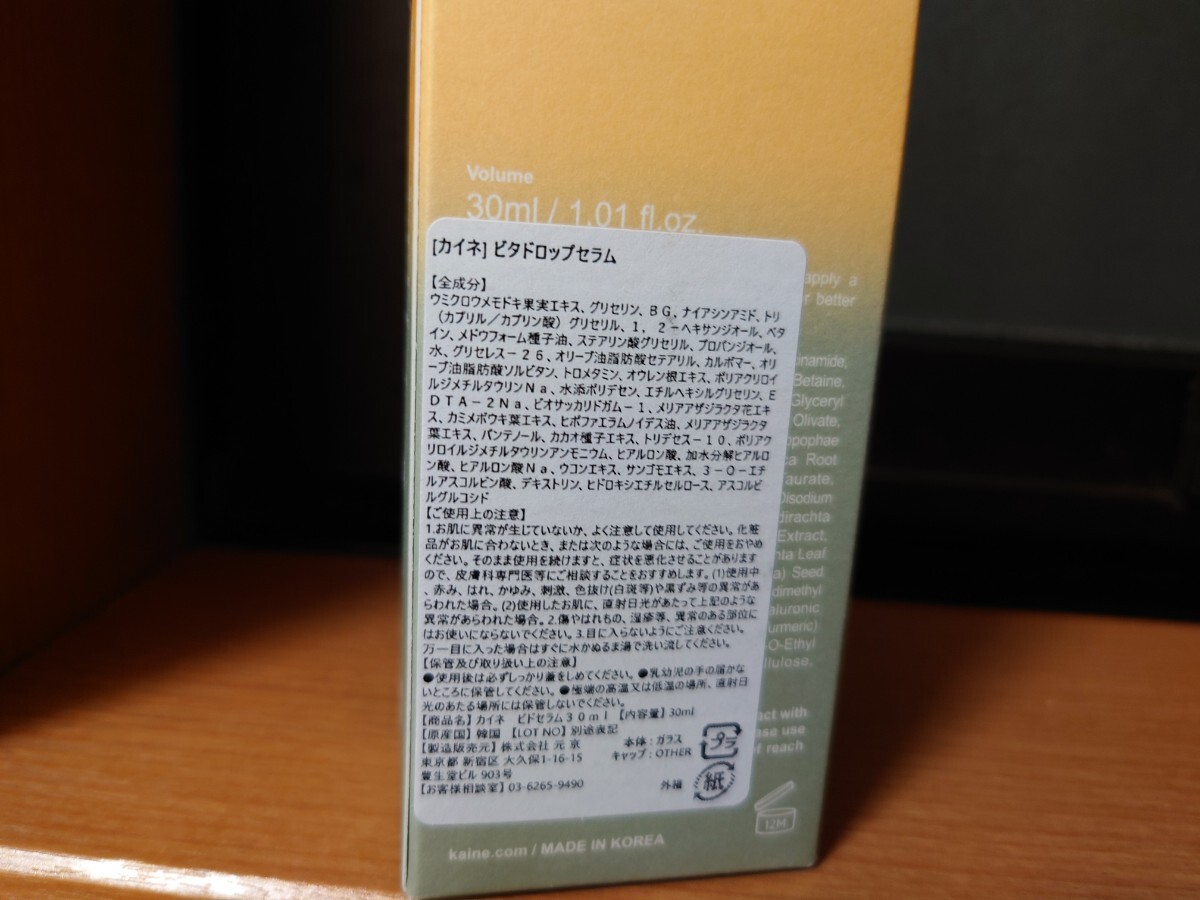 Volume
30ml / 1.01 fl.oz.
[カイネ] ビタドロップセラム
【全成分】
ウミクロウメモドキ果実エキス、グリセリン、BG、ナイアシンアミド、トリ
(カプリル/カプリン酸)グリセリル、1,2-ヘキサンジオール、ベタ
イン、メドウフォーム種子油、ステアリン酸グリセリル、プロパンジオール、
水、グリセレス-26、オリーブ油脂肪酸セテアリル、カルボマー、オリ
ーブ油脂肪酸ソルビタン、トロメタミン、オウレン根エキス、ポリアクリロイ
ルジメチルタウリンNa、水添ポリデセン、エチルヘキシルグリセリン、E
DTA-2Na、ビオサッカリドガム-1、メリアアザジラクタ花エキ
ス、カミメボウキ葉エキス、ヒポファエラムノイデス油、メリアアザジラクタ
葉エキス、パンテノール、カカオ種子エキス、トリデセス-10、ポリアク
リロイルジメチルタウリンアンモニウム、ヒアルロン酸、加水分解ヒアルロ
ン酸、ヒアルロン酸Na、ウコンエキス、サンゴモエキス、3-O-エチ
ルアスコルビン酸、デキストリン、ヒドロキシエチルセルロース、アスコルビ
ルグルコシド
【ご使用上の注意】
1.お肌に異常が生じていないか、よく注意して使用してください。化粧
品がお肌に合わないとき、または次のような場合には、ご使用をおやめ
ください。そのまま使用を続けますと、症状を悪化させることがあります
ので、皮膚科専門医等にご相談することをおすすめします。(1)使用中
、赤み、はれ、かゆみ、刺激、色抜け(白斑等)や黒ずみ等の異常があ
らわれた場合。(2)使用したお肌に、直射日光があたって上記のような
異常があらわれた場合。2.傷やはれもの、湿疹等、異常のある部位に
はお使いにならないでください。3.目に入らないようにご注意ください。
万一目に入った場合はすぐに水かぬるま湯で洗い流してください。
【保管及び取り扱い上の注意】
●使用後は必ずしっかり蓋をしめてください。●乳幼児の手の届かな
いところに保管してください。●極端の高温又は低温の場所、直射日
光のあたる場所には保管しないでください。
【商品名】カイネ ビドセラム30ml 【内容量】30ml
【原産国】韓国 【LOT NO】別途表記
【製造販売元】株式会社 元京
東京都 新宿区 大久保1-16-15
豊生堂ビル 903号
【お客様相談室】03-6265-9490
本体:ガラス
キャップ:OTHER
プラ
外箱
紙
apply a
better
Betaine,
Glyceryl
Olivate,
Root
Taurate,
Disodium
Extract,
Leaf
Seed
O-Ethyl
act with
use
of reach
12M
kaine.com / MADE IN KOREA